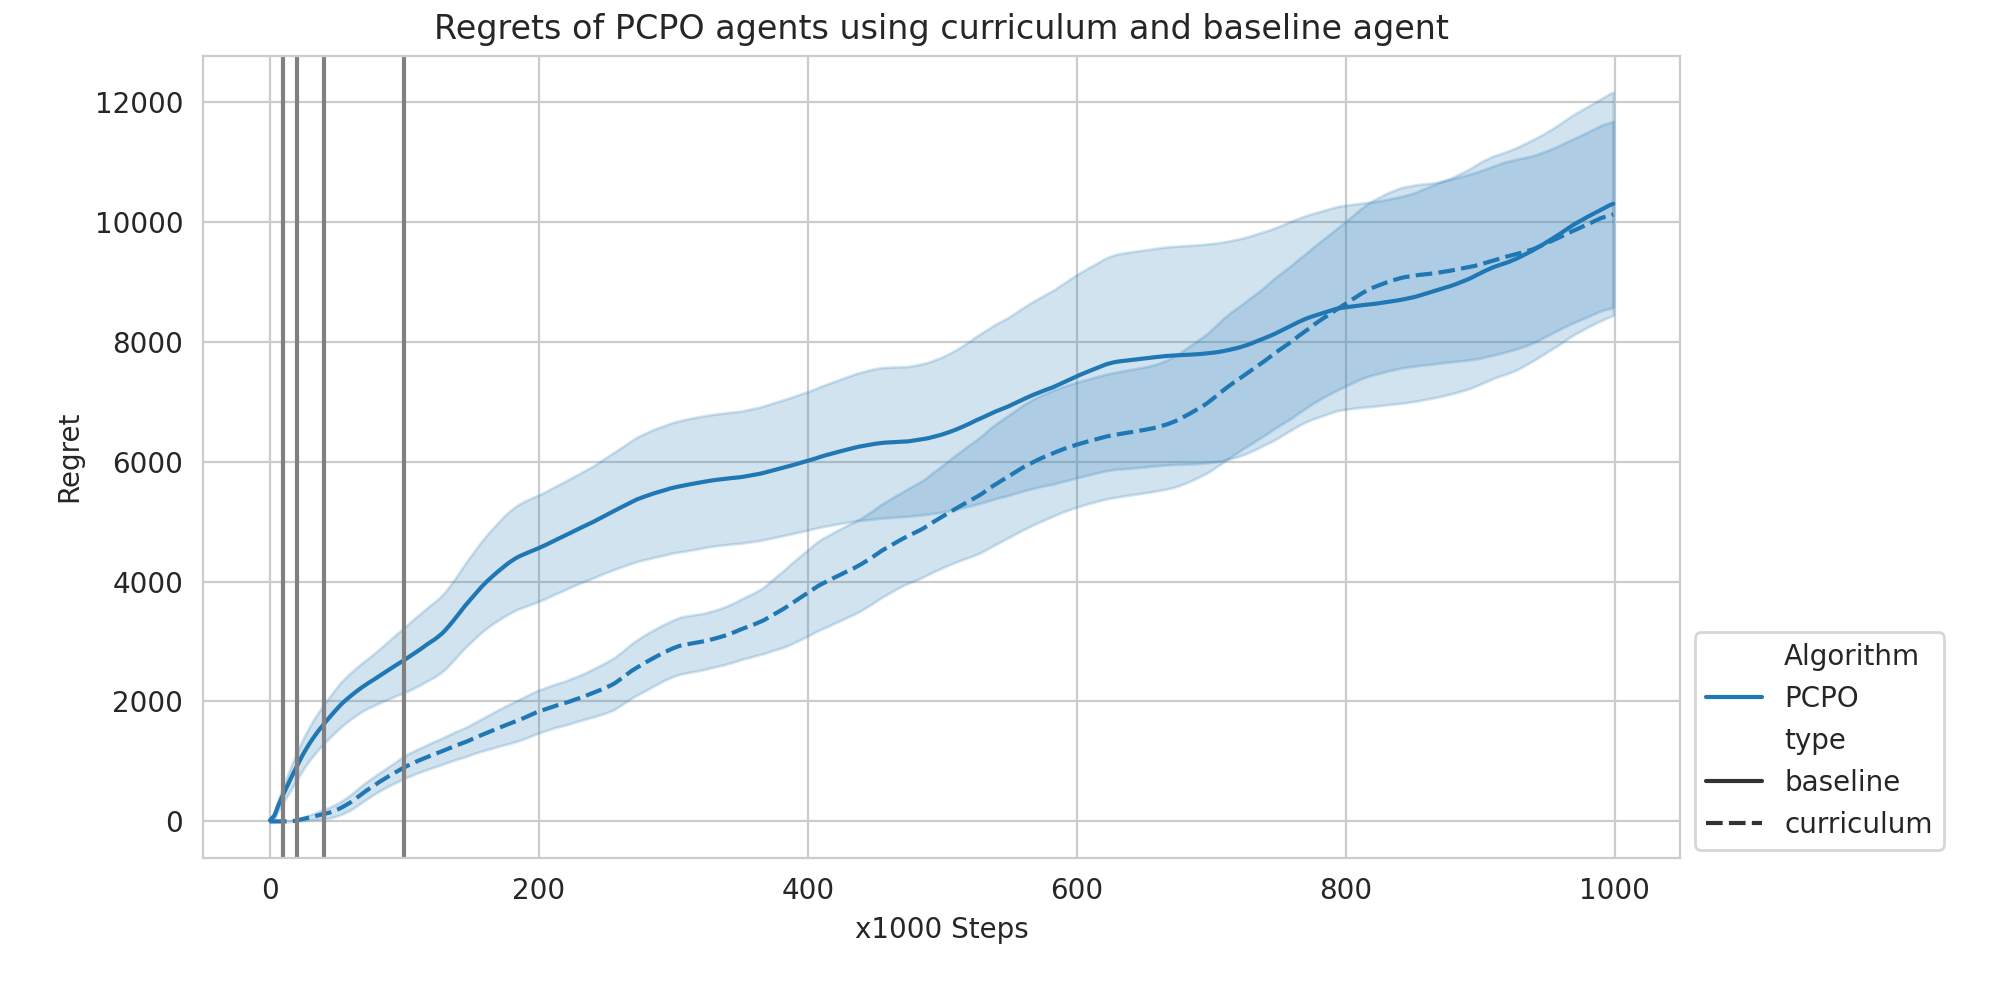 Regrets of PCPO agents using curriculum and baseline agent
12000
10000
8000
6000
4000
2000
0
Regret
0 200 400 600 800 1000
x1000 Steps
Algorithm
PCPO
type
baseline
curriculum